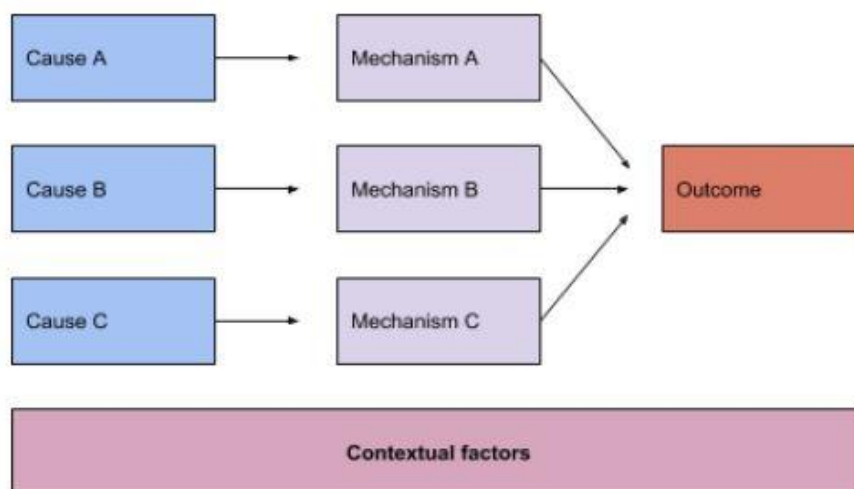 Cause A
Mechanism A
Cause B
Mechanism B
Outcome
Cause C
Mechanism C
Contextual factors